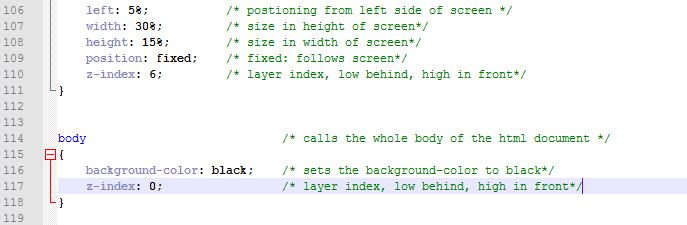 106 left: 5%; /* postioning from left side of screen */
107 width: 30%; /* size in height of screen*/
108 height: 15%; /* size in width of screen*/
109 position: fixed; /* fixed: follows screen*/
110 z-index: 6; /* layer index, low behind, high in front*/
111 }
112
113
114 body /* calls the whole body of the html document */
115 {
116 background-color: black; /* sets the background-color to black*/
117 z-index: 0; /* layer index, low behind, high in front*/
118 }
119